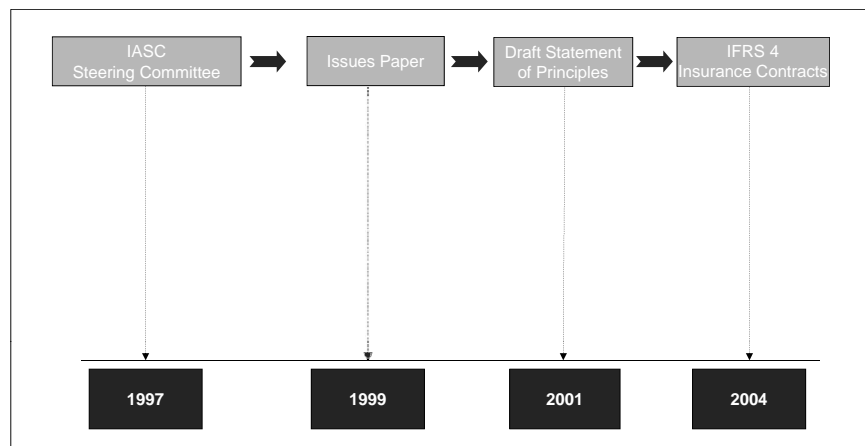 IASC
Steering Committee
Issues Paper
Draft Statement
of Principles
IFRS 4
Insurance Contracts
1997
1999
2001
2004